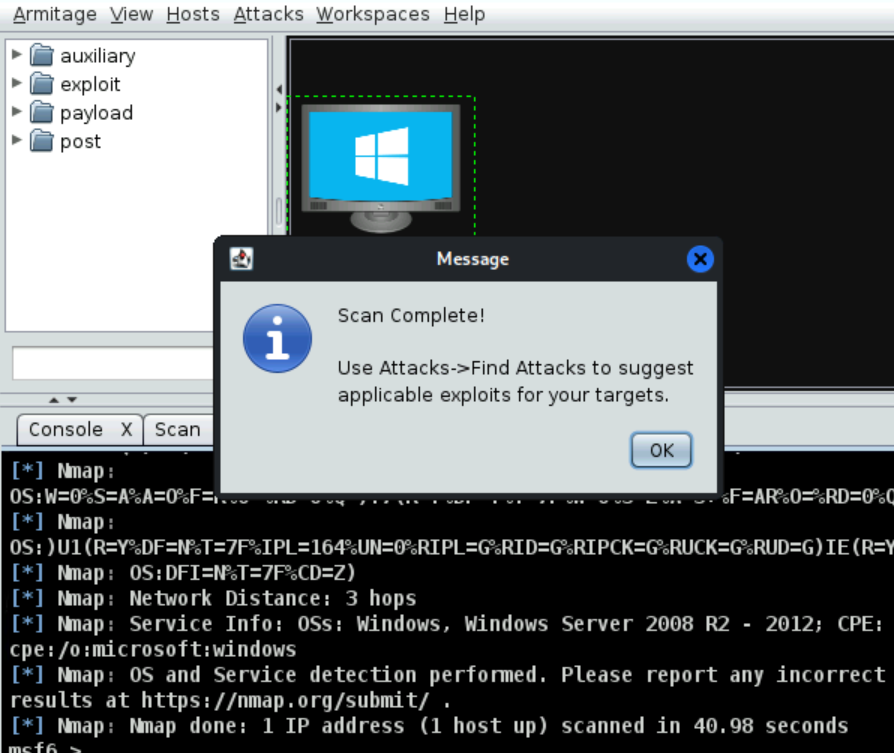 Armitage View Hosts Attacks Workspaces Help
auxiliary
exploit
payload
post
Message
Scan Complete!
Use Attacks->Find Attacks to suggest
applicable exploits for your targets.
OK
Console X Scan
[*] Nmap:
OS:W=0%S=A%A=O%F= %F=AR%O=%RD=0%Q
[*] Nmap:
OS:)U1(R=Y%DF=N%T=7F%IPL=164%UN=0%RIPL=G%RID=G%RIPCK=G%RUCK=G%RUD=G)IE(R=Y
[*] Nmap: OS:DFI=N%T=7F%CD=Z)
[*] Nmap: Network Distance: 3 hops
[*] Nmap: Service Info: OSs: Windows, Windows Server 2008 R2 - 2012; CPE:
cpe:/o:microsoft:windows
[*] Nmap: OS and Service detection performed. Please report any incorrect
results at https://nmap.org/submit/ .
[*] Nmap: Nmap done: 1 IP address (1 host up) scanned in 40.98 seconds
msf6 >